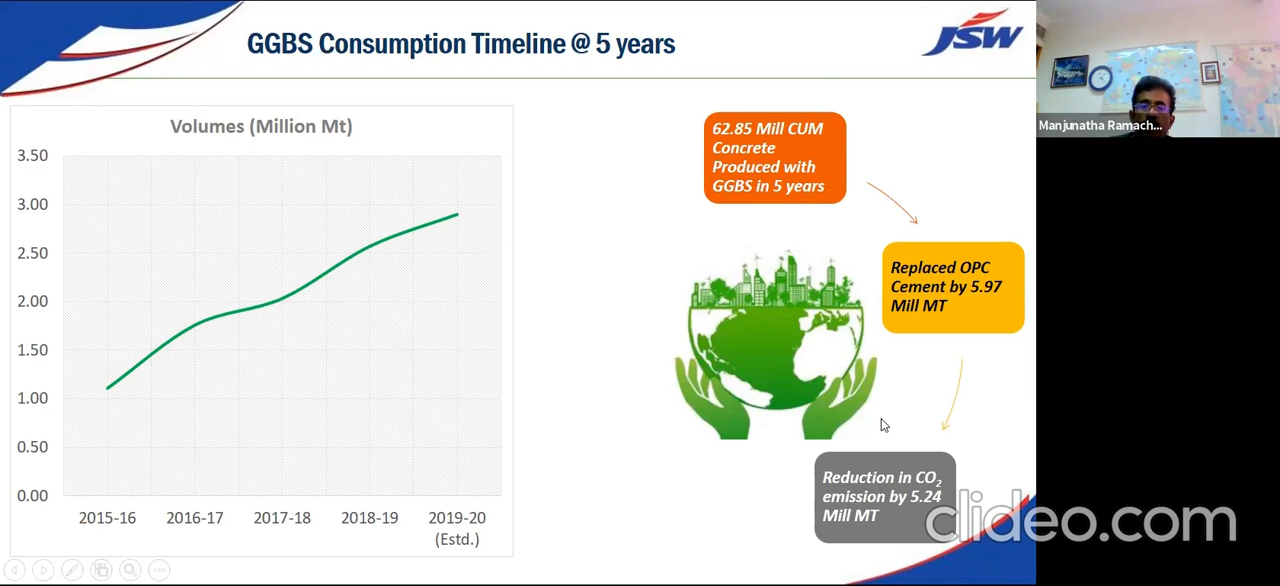 GGBS Consumption Timeline @ 5 years
JSW
Manjunatha Ramach...
Volumes (Million Mt)
3.50
3.00
2.50
2.00
1.50
1.00
0.50
0.00
2015-16
2016-17
2017-18
2018-19
2019-20
(Estd.)
62.85 Mill CUM
Concrete
Produced with
GGBS in 5 years
Replaced OPC
Cement by 5.97
Mill MT
Reduction in CO2
emission by 5.24
Mill MT
clideo.com